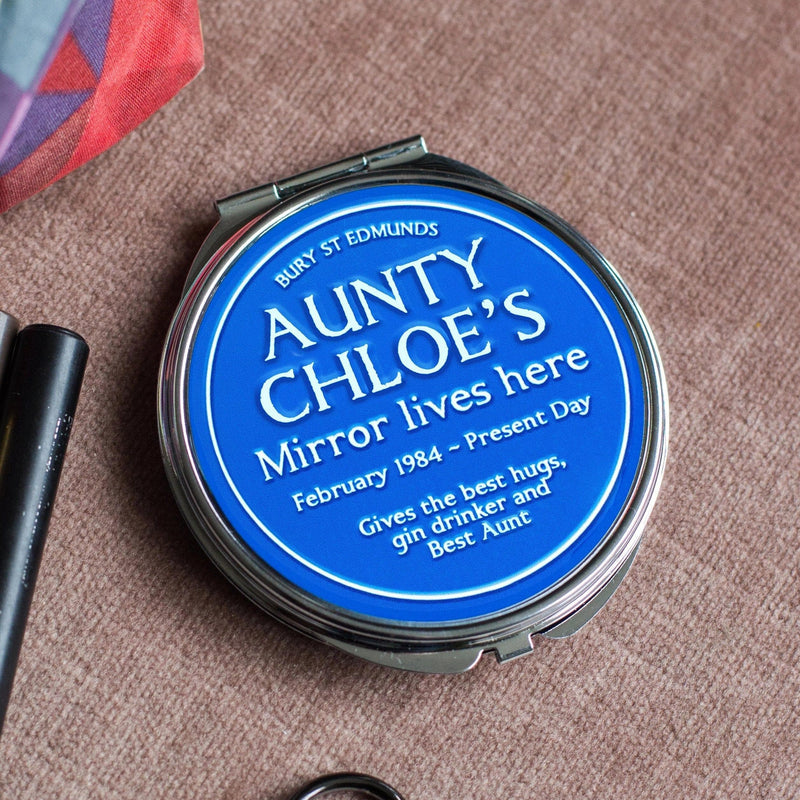 BURY ST EDMUNDS
AUNTY
CHLOE'S
Mirror lives here
February 1984 ~ Present Day
Gives the best hugs,
gin drinker and
Best Aunt